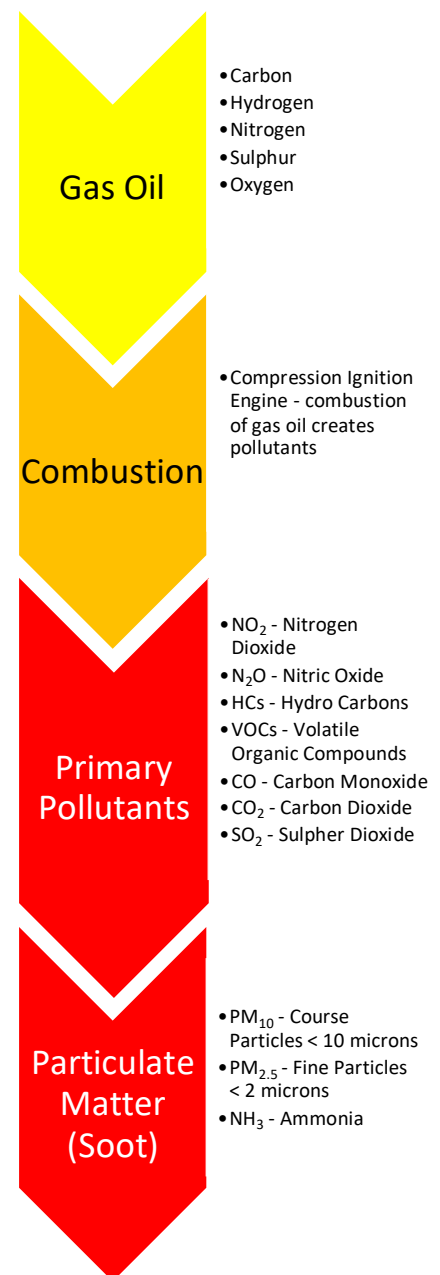 Gas Oil
•Carbon
•Hydrogen
•Nitrogen
•Sulphur
•Oxygen
Combustion
•Compression Ignition
Engine - combustion
of gas oil creates
pollutants
Primary
Pollutants
•NO₂ - Nitrogen
Dioxide
•N₂O - Nitric Oxide
•HCs - Hydro Carbons
•VOCs - Volatile
Organic Compounds
•CO - Carbon Monoxide
•CO₂ - Carbon Dioxide
•SO₂ - Sulpher Dioxide
Particulate
Matter
(Soot)
•PM₁₀ - Course
Particles < 10 microns
•PM₂.₅ - Fine Particles
< 2 microns
•NH₃ - Ammonia